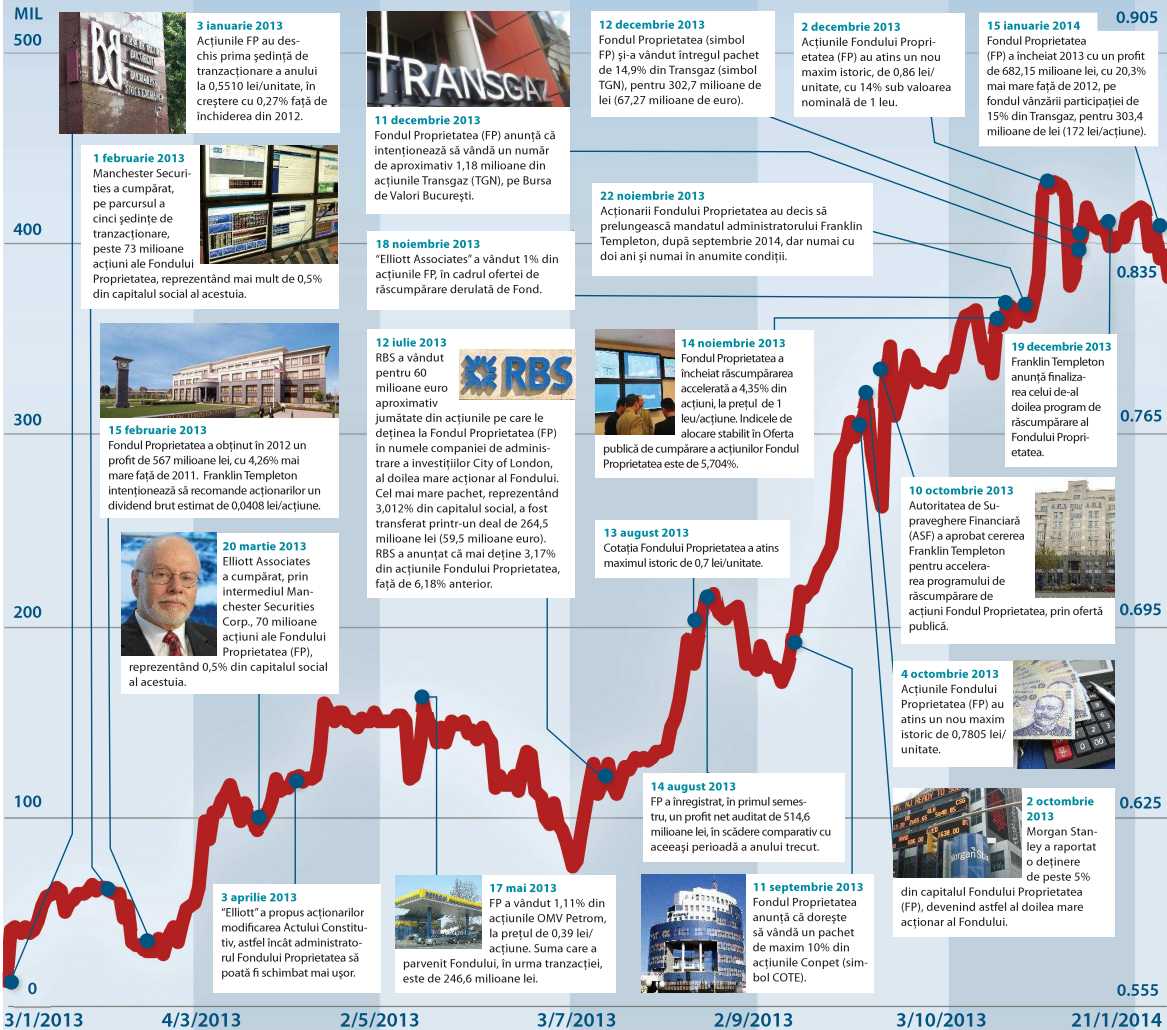 MIL
500
400
300
200
100
0
0.905
0.835
0.765
0.695
0.625
0.555
3/1/2013
4/3/2013
2/5/2013
3/7/2013
2/9/2013
3/10/2013
21/1/2014
3 ianuarie 2013
Acțiunile FP au des-
chis prima ședință de
tranzacționare a anului
la 0,5510 lei/unitate, în
creștere cu 0,27% față de
închiderea din 2012.
1 februarie 2013
Manchester Securi-
ties a cumpărat,
pe parcursul a
cinci ședințe de
tranzacționare,
peste 73 milioane
acțiuni ale Fondului
Proprietatea, reprezentând mai mult de 0,5%
din capitalul social al acestuia.
15 februarie 2013
Fondul Proprietatea a obținut în 2012 un
profit de 567 milioane lei, cu 4,26% mai
mare față de 2011. Franklin Templeton
intenționează să recomande acționarilor un
dividend brut estimat de 0,0408 lei/acțiune.
20 martie 2013
Elliott Associates
a cumpărat, prin
intermediul Man-
chester Securities
Corp., 70 milioane
acțiuni ale Fondului
Proprietatea (FP),
reprezentând 0,5% din capitalul social
al acestuia.
3 aprilie 2013
"Elliott" a propus acționarilor
modificarea Actului Constitu-
tiv, astfel încât administrato-
rul Fondului Proprietatea să
poată fi schimbat mai ușor.
TRANSGAZ
11 decembrie 2013
Fondul Proprietatea (FP) anunță că
intenționează să vândă un număr
de aproximativ 1,18 milioane din
acțiunile Transgaz (TGN), pe Bursa
de Valori București.
18 noiembrie 2013
"Elliott Associates" a vândut 1% din
acțiunile FP, în cadrul ofertei de
răscumpărare derulată de Fond.
12 iulie 2013
RBS a vândut
pentru 60
milioane euro
aproximativ
jumătate din acțiunile pe care le
deținea la Fondul Proprietatea (FP)
în numele companiei de adminis-
trare a investițiilor City of London,
al doilea mare acționar al Fondului.
Cel mai mare pachet, reprezentând
3,012% din capitalul social, a fost
transferat printr-un deal de 264,5
milioane lei (59,5 milioane euro).
RBS a anunțat că mai deține 3,17%
din acțiunile Fondului Proprietatea,
față de 6,18% anterior.
RBS
17 mai 2013
FP a vândut 1,11% din
acțiunile OMV Petrom,
la prețul de 0,39 lei/
acțiune. Suma care a
parvenit Fondului, în urma tranzacției,
este de 246,6 milioane lei.
12 decembrie 2013
Fondul Proprietatea (simbol
FP) și-a vândut întregul pachet
de 14,9% din Transgaz (simbol
TGN), pentru 302,7 milioane de
lei (67,27 milioane de euro).
2 decembrie 2013
Acțiunile Fondului Propri-
etatea (FP) au atins un nou
maxim istoric, de 0,86 lei/
unitate, cu 14% sub valoarea
nominală de 1 leu.
15 ianuarie 2014
Fondul Proprietatea
(FP) a încheiat 2013 cu un profit
de 682,15 milioane lei, cu 20,3%
mai mare față de 2012, pe
fondul vânzării participației de
15% din Transgaz, pentru 303,4
milioane de lei (172 lei/acțiune).
22 noiembrie 2013
Acționarii Fondului Proprietatea au decis să
prelungească mandatul administratorului Franklin
Templeton, după septembrie 2014, dar numai cu
doi ani și numai în anumite condiții.
14 noiembrie 2013
Fondul Proprietatea a
încheiat răscumpărarea
accelerată a 4,35% din
acțiuni, la prețul de 1
leu/acțiune. Indicele de
alocare stabilit în Oferta
publică de cumpărare a acțiunilor Fondul
Proprietatea este de 5,704%.
19 decembrie 2013
Franklin Templeton
anunță finaliza-
rea celui de-al
doilea program de
răscumpărare al
Fondului Propri-
etatea.
13 august 2013
Cotația Fondului Proprietatea a atins
maximul istoric de 0,7 lei/unitate.
10 octombrie 2013
Autoritatea de Su-
praveghere Financiară
(ASF) a aprobat cererea
Franklin Templeton
pentru accelera-
rea programului de
răscumpărare de
acțiuni Fondul Proprietatea, prin ofertă
publică.
4 octombrie 2013
Acțiunile Fondului
Proprietatea (FP) au
atins un nou maxim
istoric de 0,7805 lei/
unitate.
14 august 2013
FP a înregistrat, în primul semes-
tru, un profit net auditat de 514,6
milioane lei, în scădere comparativ cu
aceeași perioadă a anului trecut.
11 septembrie 2013
Fondul Proprietatea
anunță că dorește
să vândă un pachet
de maxim 10% din
acțiunile Conpet (sim-
bol COTE).
2 octombrie
2013
Morgan Stan-
ley a raportat
o deținere
de peste 5%
din capitalul Fondului Proprietatea
(FP), devenind astfel al doilea mare
acționar al Fondului.